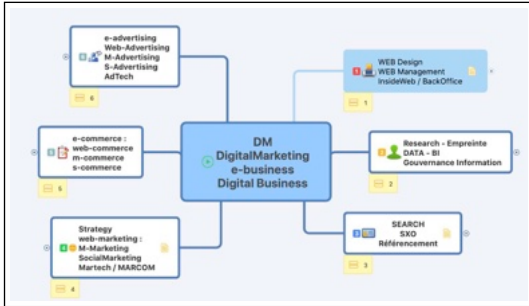 e-advertising
Web-Advertising
M-Advertising
S-Advertising
AdTech
6
WEB Design
WEB Management
InsideWeb / BackOffice
1
DM
DigitalMarketing
e-business
Digital Business
e-commerce :
web-commerce
m-commerce
s-commerce
5
Research - Empreinte
DATA - BI
Gouvernance Information
2
Strategy
web-marketing :
M-Marketing
SocialMarketing
Martech / MARCOM
4
SEARCH
SXO
Référencement
3